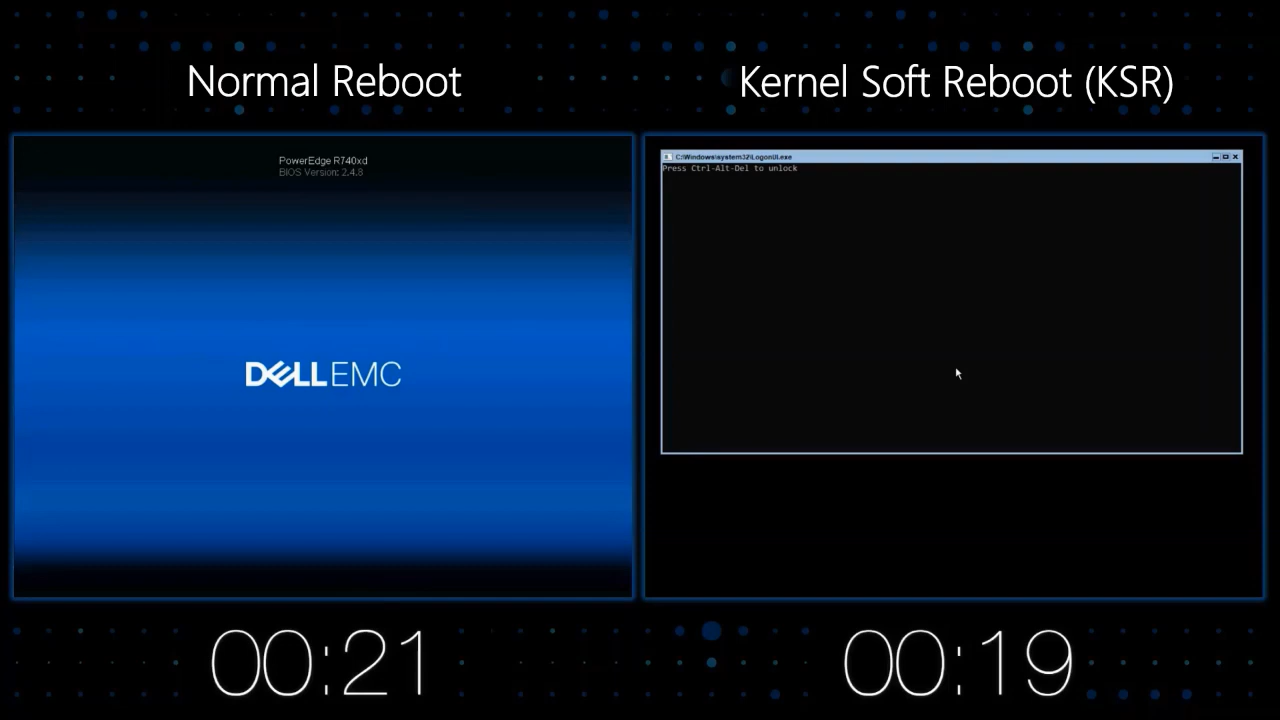 Normal Reboot
Kernel Soft Reboot (KSR)
PowerEdge R740xd
BIOS Version: 2.4.8
DELLEMC
C:\Windows\system32\LogonUI.exe
Press Ctrl-Alt-Del to unlock
00:21
00:19